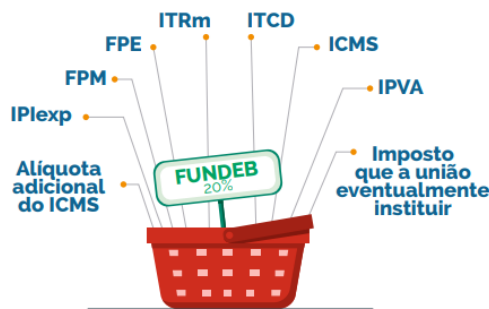 ITRm
ITCD
FPE
ICMS
FPM
IPVA
IPIexp
Alíquota
adicional
do ICMS
FUNDEB
20%
Imposto
que a união
eventualmente
instituir